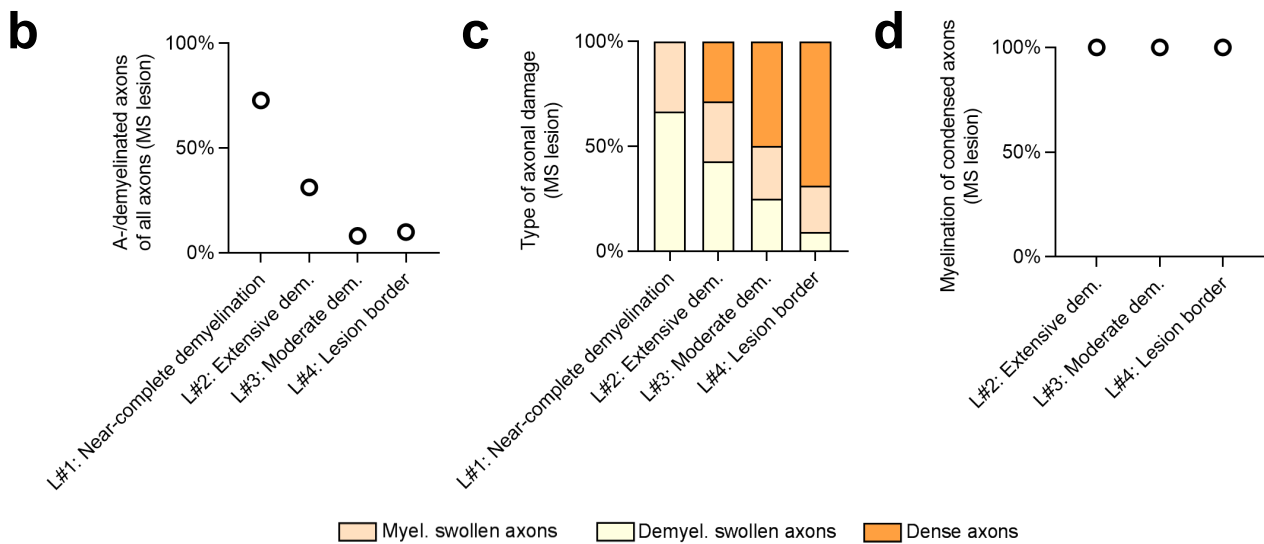 b
A-/demyelinated axons
of all axons (MS lesion)
100%
50%
0%
L#1: Near-complete demyelination
L#2: Extensive dem.
L#3: Moderate dem.
L#4: Lesion border
c
Type of axonal damage
(MS lesion)
100%
50%
0%
L#1: Near-complete demyelination
L#2: Extensive dem.
L#3: Moderate dem.
L#4: Lesion border
d
Myelination of condensed axons
(MS lesion)
100%
50%
0%
L#2: Extensive dem.
L#3: Moderate dem.
L#4: Lesion border
Myel. swollen axons
Demyel. swollen axons
Dense axons